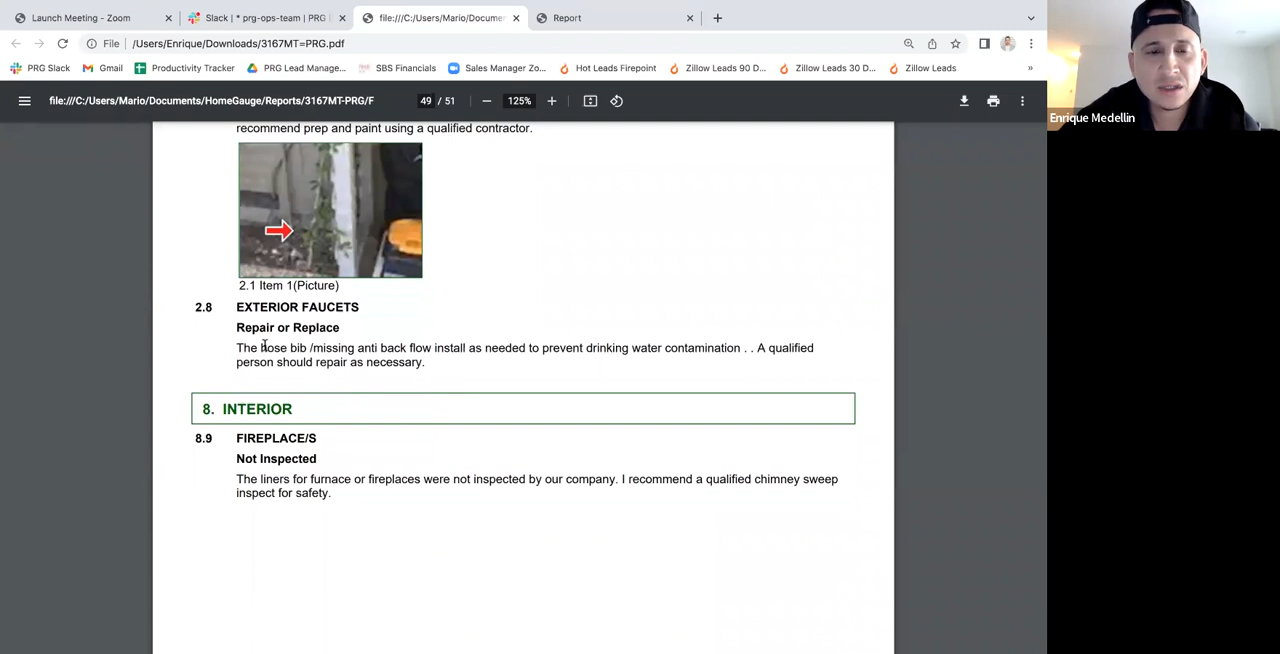 Launch Meeting - Zoom
Slack | * prg-ops-team | PRG
file:///C:/Users/Mario/Docume
Report
File
/Users/Enrique/Downloads/3167MT=PRG.pdf
PRG Slack
Gmail
Productivity Tracker
PRG Lead Manage...
SBS Financials
Sales Manager Zo...
Hot Leads Firepoint
Zillow Leads 90 D...
Zillow Leads 30 D...
Zillow Leads
»
file:///C:/Users/Mario/Documents/HomeGauge/Reports/3167MT-PRG/F
49 / 51
125%
Enrique Medellin
recommend prep and paint using a qualified contractor.
2.1 Item 1(Picture)
2.8 EXTERIOR FAUCETS
Repair or Replace
The hose bib /missing anti back flow install as needed to prevent drinking water contamination . . A qualified
person should repair as necessary.
8. INTERIOR
8.9 FIREPLACE/S
Not Inspected
The liners for furnace or fireplaces were not inspected by our company. I recommend a qualified chimney sweep
inspect for safety.